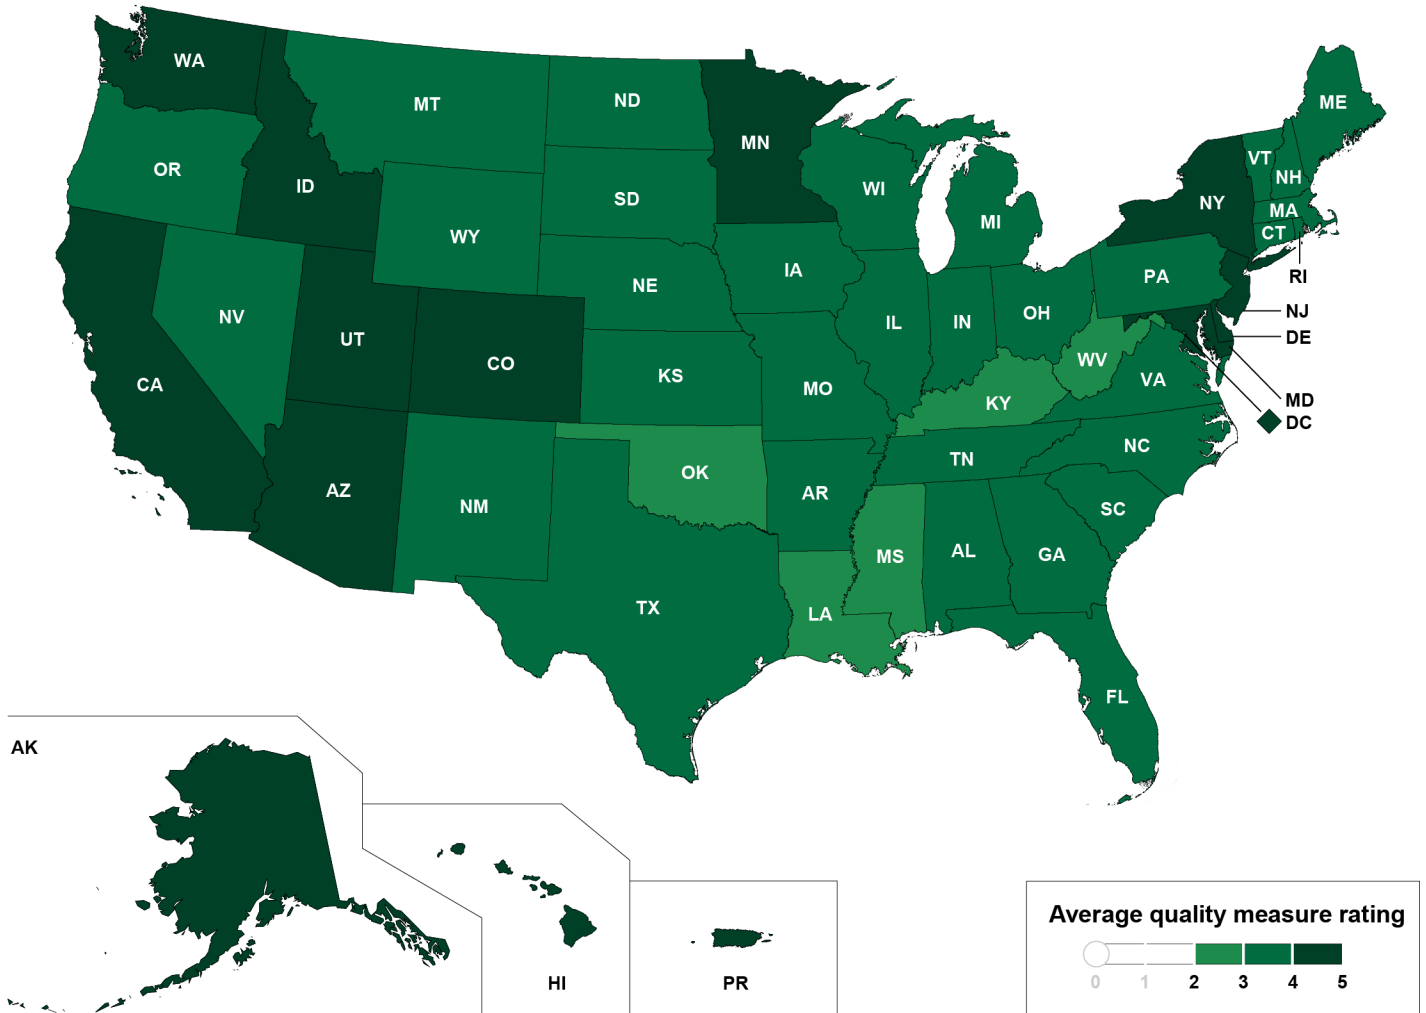 WA
MT
ND
MN
ME
OR
ID
WY
SD
WI
MI
VT
NH
NY
MA
CT
RI
NV
UT
CO
NE
IA
IL
IN
OH
PA
NJ
DE
CA
KS
MO
KY
WV
VA
MD
DC
AZ
NM
OK
AR
TN
NC
SC
TX
LA
MS
AL
GA
FL
AK
HI
PR
Average quality measure rating
0 1 2 3 4 5